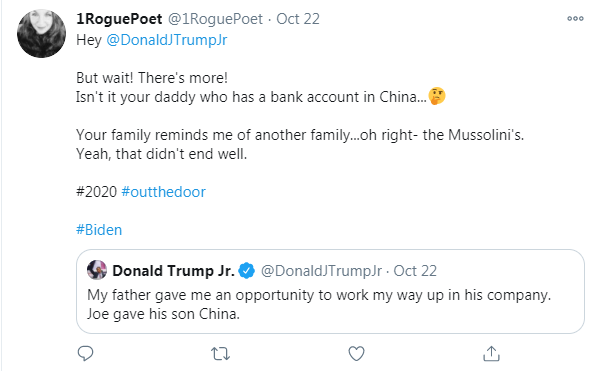 1RoguePoet @1RoguePoet · Oct 22
Hey @DonaldJTrumpJr
But wait! There's more!
Isn't it your daddy who has a bank account in China...🤔
Your family reminds me of another family...oh right- the Mussolini's.
Yeah, that didn't end well.
#2020 #outthedoor
#Biden
Donald Trump Jr. @DonaldJTrumpJr · Oct 22
My father gave me an opportunity to work my way up in his company.
Joe gave his son China.